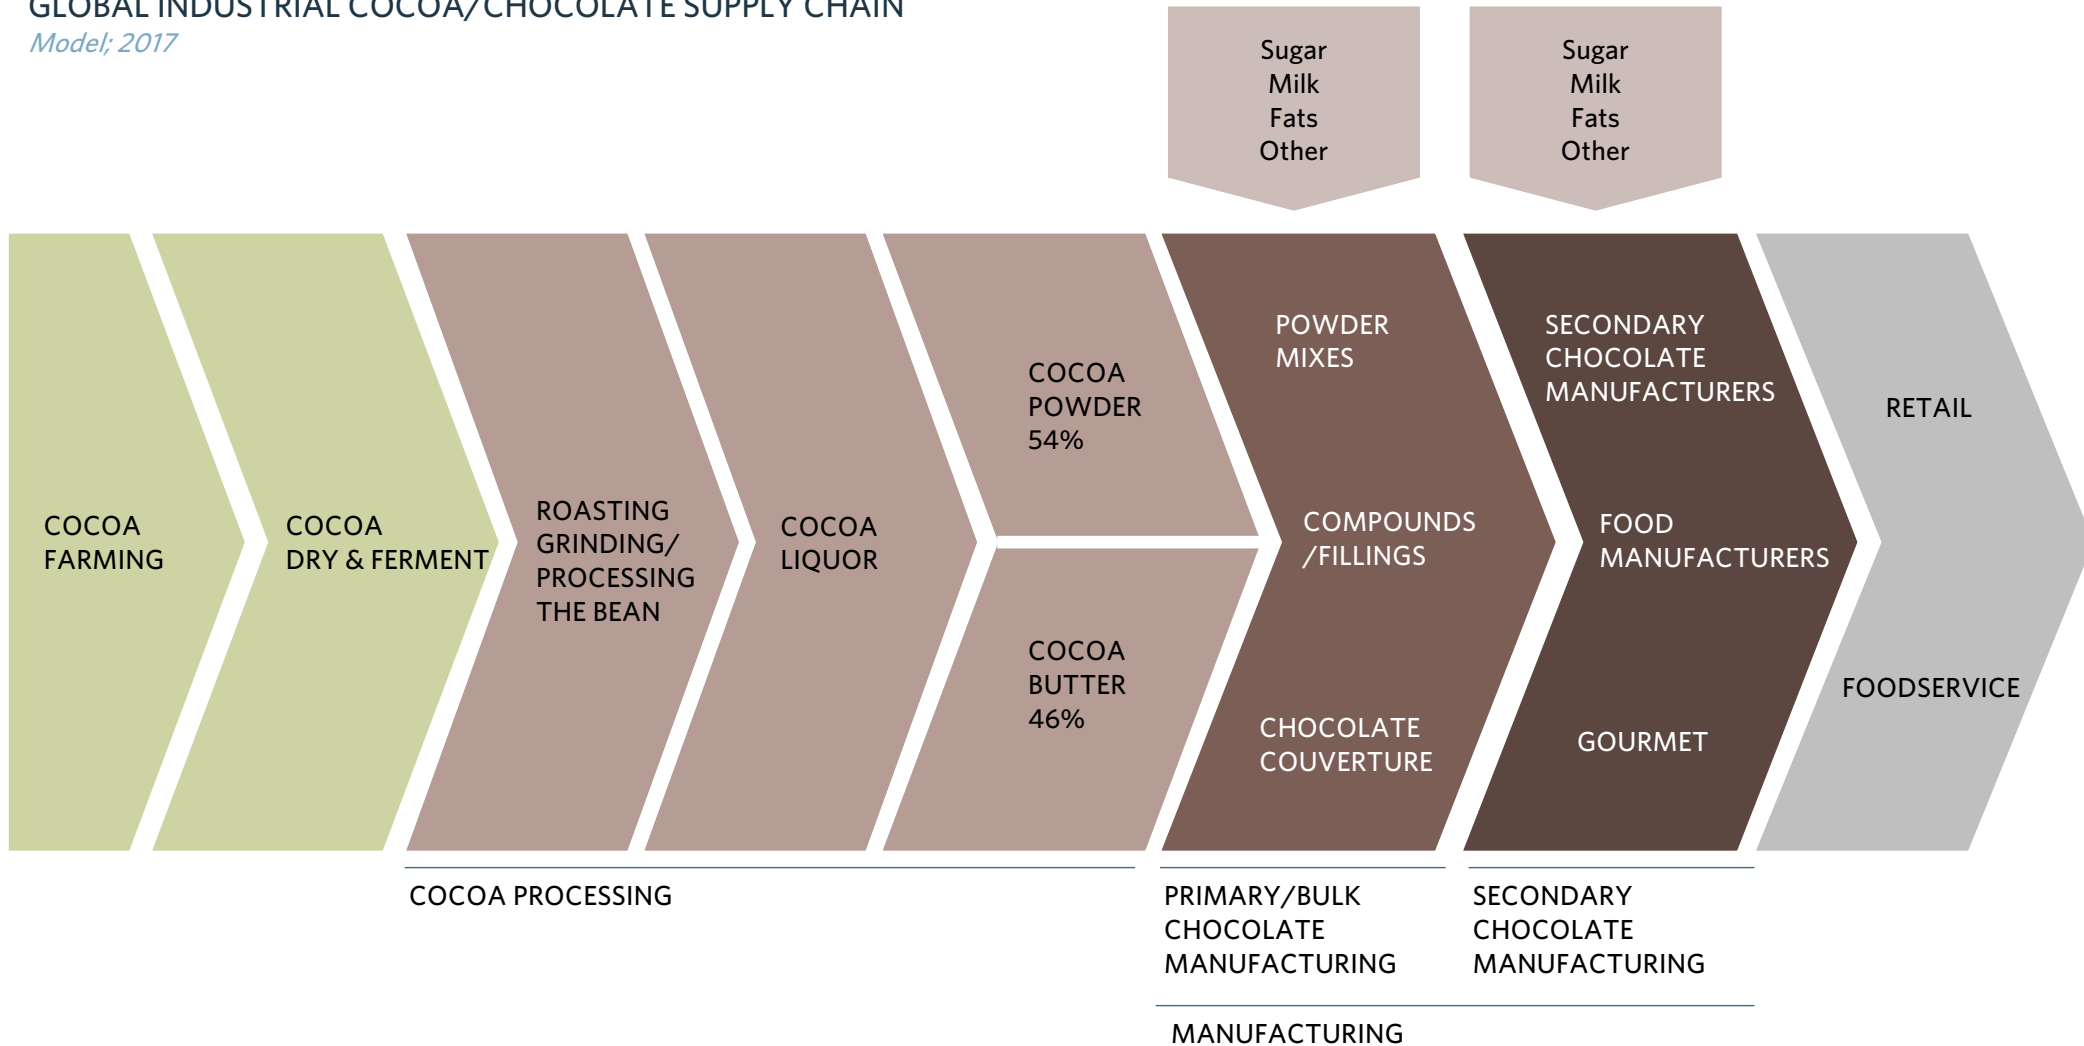 GLOBAL INDUSTRIAL COCOA/CHOCOLATE SUPPLY CHAIN
Model; 2017
Sugar
Milk
Fats
Other
Sugar
Milk
Fats
Other
COCOA
FARMING
COCOA
DRY & FERMENT
ROASTING
GRINDING/
PROCESSING
THE BEAN
COCOA
LIQUOR
COCOA
POWDER
54%
COCOA
BUTTER
46%
POWDER
MIXES
COMPOUNDS
/FILLINGS
CHOCOLATE
COUVERTURE
SECONDARY
CHOCOLATE
MANUFACTURERS
FOOD
MANUFACTURERS
GOURMET
RETAIL
FOODSERVICE
COCOA PROCESSING
PRIMARY/BULK
CHOCOLATE
MANUFACTURING
SECONDARY
CHOCOLATE
MANUFACTURING
MANUFACTURING